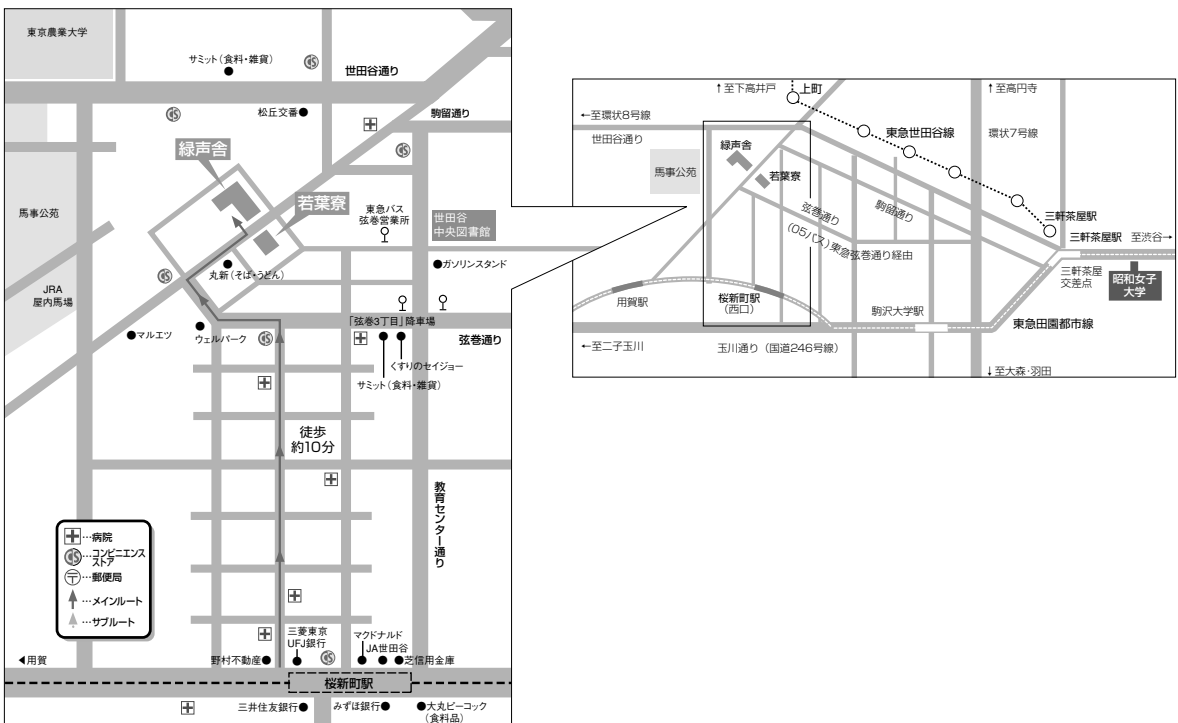 東京農業大学
サミット(食料・雑貨)
世田谷通り
松丘交番
駒留通り
緑声舎
若葉寮
東急バス
弦巻営業所
世田谷
中央図書館
馬事公苑
丸新(そば・うどん)
ガソリンスタンド
JRA
屋内馬場
「弦巻3丁目」降車場
マルエツ
ウェルパーク
弦巻通り
くすりのセイジョー
サミット(食料・雑貨)
徒歩
約10分
教育センター通り
…病院
…コンビニエンス
ストア
…郵便局
…メインルート
…サブルート
三菱東京
UFJ銀行
マクドナルド
JA世田谷
◀用賀
野村不動産
芝信用金庫
桜新町駅
三井住友銀行
みずほ銀行
大丸ピーコック
(食料品)
↑至下高井戸
上町
↑至高円寺
←至環状8号線
世田谷通り
東急世田谷線
環状7号線
緑声舎
馬事公苑
若葉寮
弦巻通り
駒留通り
(05バス)東急弦巻通り経由
三軒茶屋駅
三軒茶屋駅
至渋谷→
三軒茶屋
交差点
昭和女子
大学
用賀駅
桜新町駅
(西口)
駒沢大学駅
東急田園都市線
←至二子玉川
玉川通り(国道246号線)
↓至大森・羽田